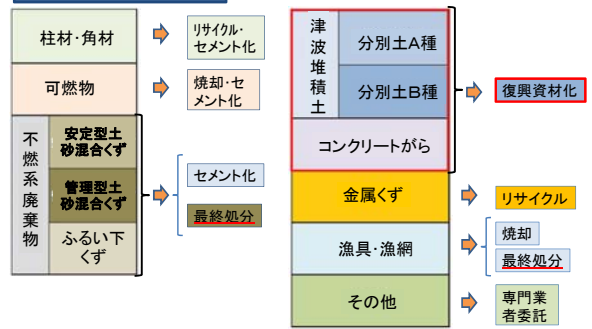 柱材・角材
リサイクル・
セメント化
可燃物
焼却・セ
メント化
不燃系廃棄物
安定型土
砂混合くず
管理型土
砂混合くず
ふるい下
くず
セメント化
最終処分
津波堆積土
分別土A種
分別土B種
コンクリートがら
復興資材化
金属くず
リサイクル
漁具・漁網
焼却
最終処分
その他
専門業
者委託